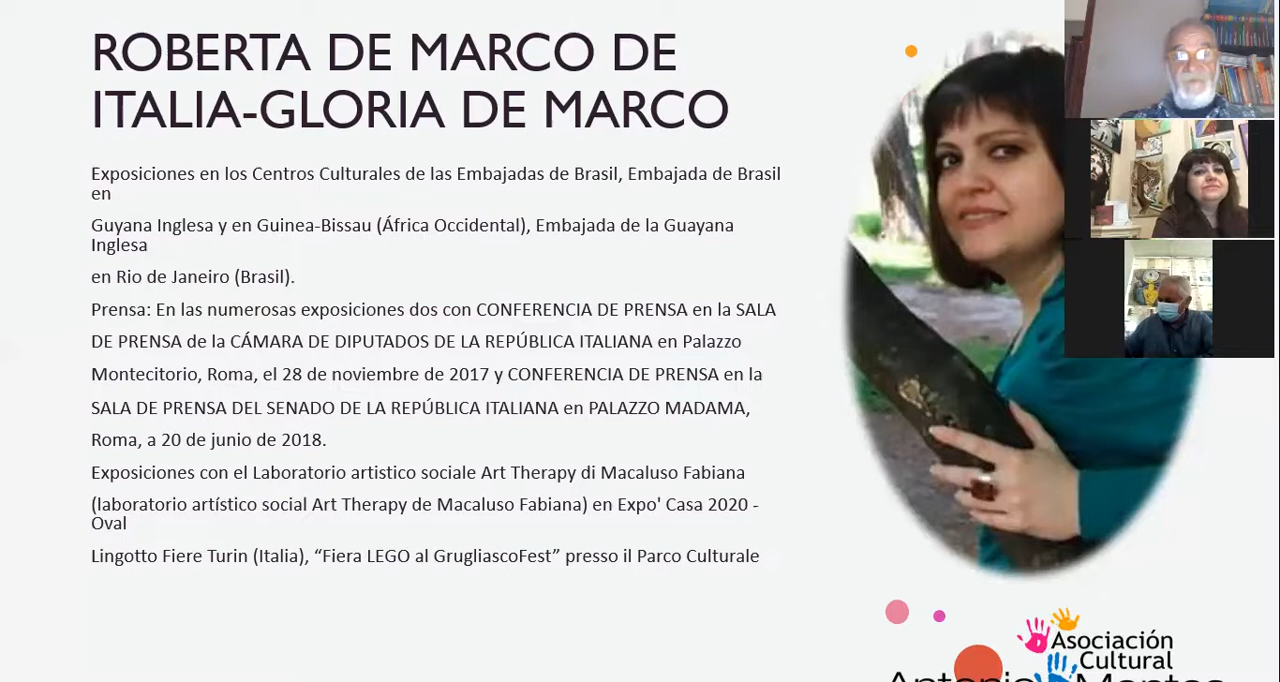 ROBERTA DE MARCO DE
ITALIA-GLORIA DE MARCO
Exposiciones en los Centros Culturales de las Embajadas de Brasil, Embajada de Brasil
en
Guyana Inglesa y en Guinea-Bissau (África Occidental), Embajada de la Guayana
Inglesa
en Rio de Janeiro (Brasil).
Prensa: En las numerosas exposiciones dos con CONFERENCIA DE PRENSA en la SALA
DE PRENSA de la CÁMARA DE DIPUTADOS DE LA REPÚBLICA ITALIANA en Palazzo
Montecitorio, Roma, el 28 de noviembre de 2017 y CONFERENCIA DE PRENSA en la
SALA DE PRENSA DEL SENADO DE LA REPÚBLICA ITALIANA en PALAZZO MADAMA,
Roma, a 20 de junio de 2018.
Exposiciones con el Laboratorio artistico sociale Art Therapy di Macaluso Fabiana
(laboratorio artístico social Art Therapy de Macaluso Fabiana) en Expo' Casa 2020 -
Oval
Lingotto Fiere Turin (Italia), “Fiera LEGO al GrugliascoFest” presso il Parco Culturale
Asociación
Cultural